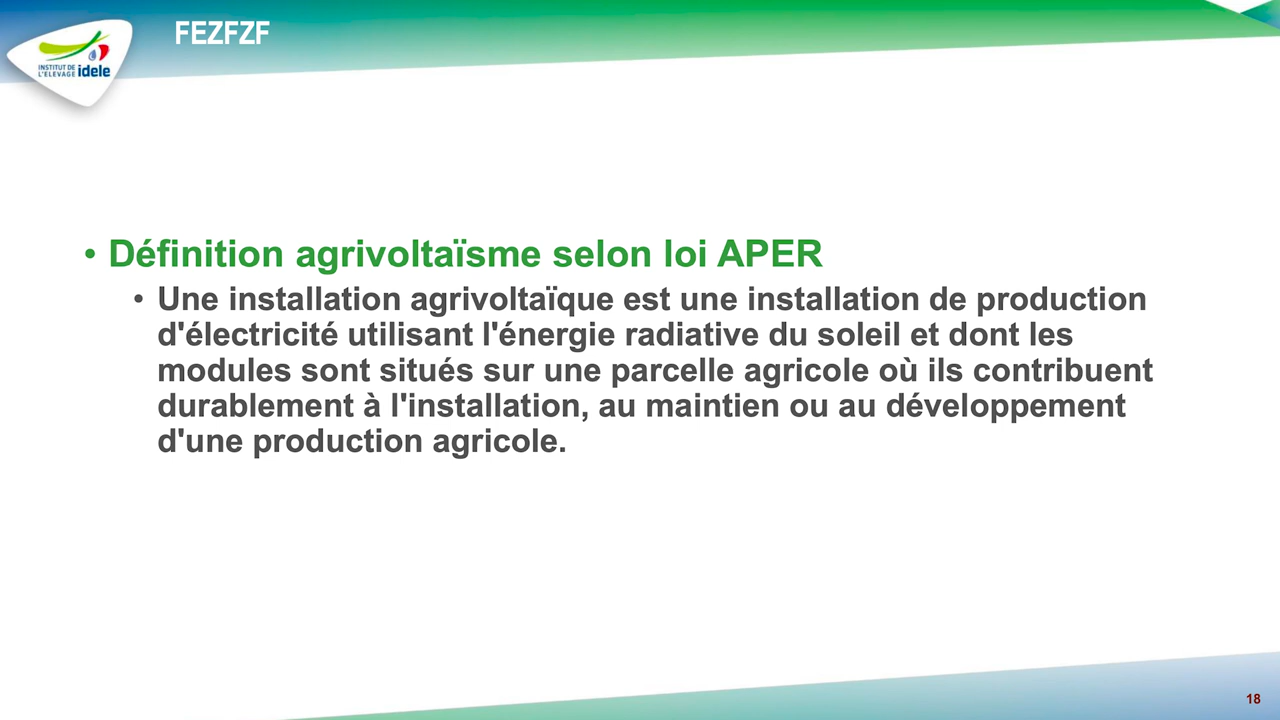 FEZFZF
INSTITUT DE
L'ELEVAGE idele
• Définition agrivoltaïsme selon loi APER
• Une installation agrivoltaïque est une installation de production
d'électricité utilisant l'énergie radiative du soleil et dont les
modules sont situés sur une parcelle agricole où ils contribuent
durablement à l'installation, au maintien ou au développement
d'une production agricole.
18